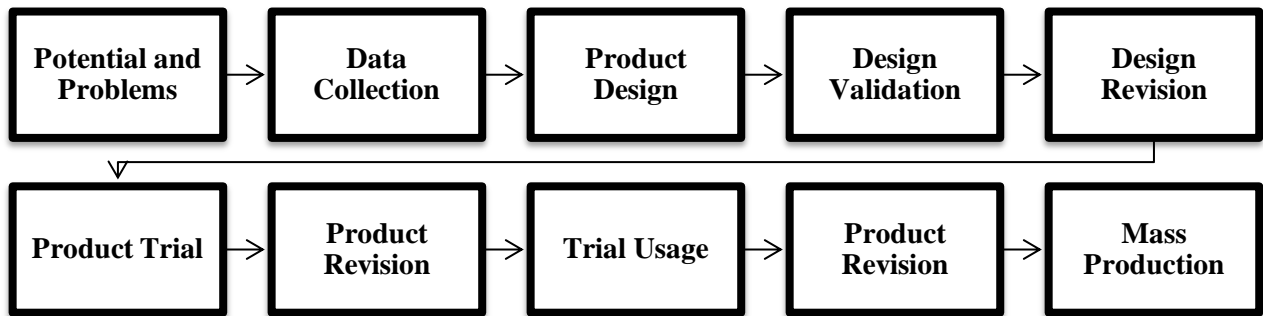 Potential and
Problems
Data
Collection
Product
Design
Design
Validation
Design
Revision
Product Trial
Product
Revision
Trial Usage
Product
Revision
Mass
Production